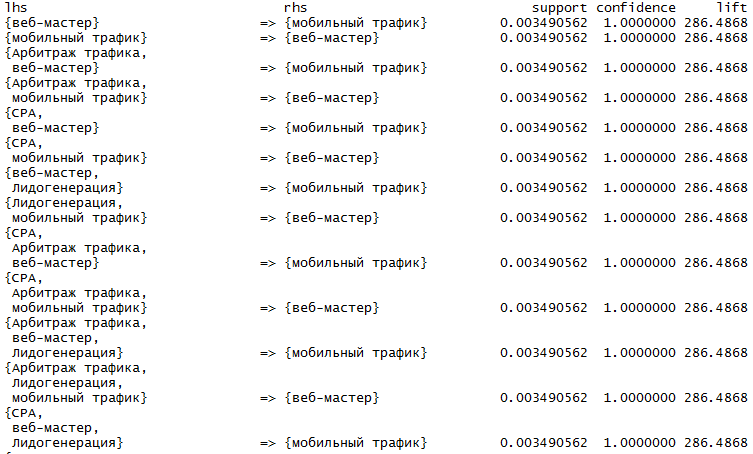 lhs rhs support confidence lift
{веб-мастер} => {мобильный трафик} 0.003490562 1.0000000 286.4868
{мобильный трафик} => {веб-мастер} 0.003490562 1.0000000 286.4868
{Арбитраж трафика,
веб-мастер} => {мобильный трафик} 0.003490562 1.0000000 286.4868
{Арбитраж трафика,
мобильный трафик} => {веб-мастер} 0.003490562 1.0000000 286.4868
{CPA,
веб-мастер} => {мобильный трафик} 0.003490562 1.0000000 286.4868
{CPA,
мобильный трафик} => {веб-мастер} 0.003490562 1.0000000 286.4868
{веб-мастер,
Лидогенерация} => {мобильный трафик} 0.003490562 1.0000000 286.4868
{Лидогенерация,
мобильный трафик} => {веб-мастер} 0.003490562 1.0000000 286.4868
{CPA,
Арбитраж трафика,
веб-мастер} => {мобильный трафик} 0.003490562 1.0000000 286.4868
{CPA,
Арбитраж трафика,
мобильный трафик} => {веб-мастер} 0.003490562 1.0000000 286.4868
{Арбитраж трафика,
веб-мастер,
Лидогенерация} => {мобильный трафик} 0.003490562 1.0000000 286.4868
{Арбитраж трафика,
Лидогенерация,
мобильный трафик} => {веб-мастер} 0.003490562 1.0000000 286.4868
{CPA,
веб-мастер,
Лидогенерация} => {мобильный трафик} 0.003490562 1.0000000 286.4868